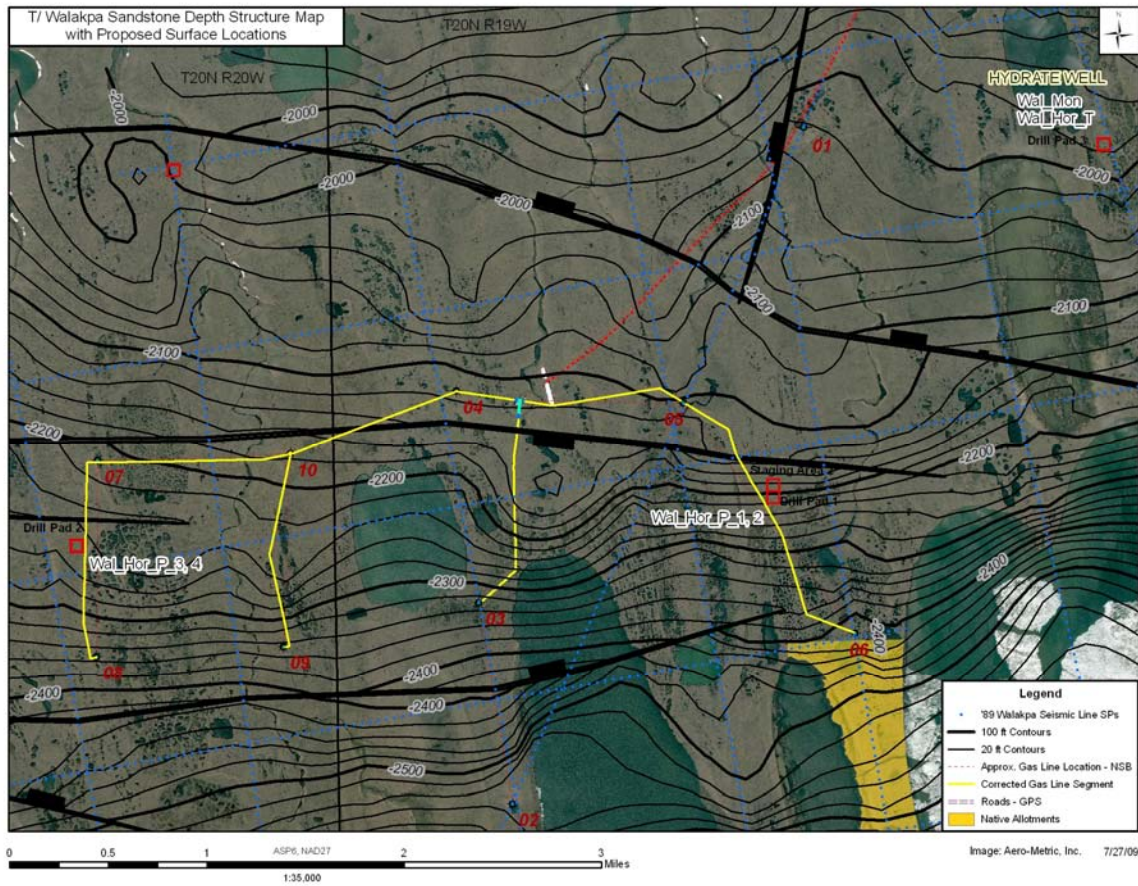 T/ Walakpa Sandstone Depth Structure Map
with Proposed Surface Locations
T20N R19W
T20N R20W
HYDRATE WELL
Wal_Mon
Wal_Hor_T
Drill Pad
01
-2000
-2000
-2000
-2000
-2000
-2100
-2100
-2100
-2100
04
05
-2200
-2200
-2200
07
10
Staging Area
Drill Pad 1
Wal_Hor_P_1, 2
Drill Pad 2
Wal_Hor_P_3, 4
-2300
-2400
03
06
-2400
09
08
-2400
-2400
-2400
-2500
02
Legend
'89 Walakpa Seismic Line SPs
100 ft Contours
20 ft Contours
Approx. Gas Line Location - NSB
Corrected Gas Line Segment
Roads - GPS
Native Allotments
0 0.5 1 2 3
Miles
ASP6, NAD27
1:35,000
Image: Aero-Metric, Inc. 7/27/09